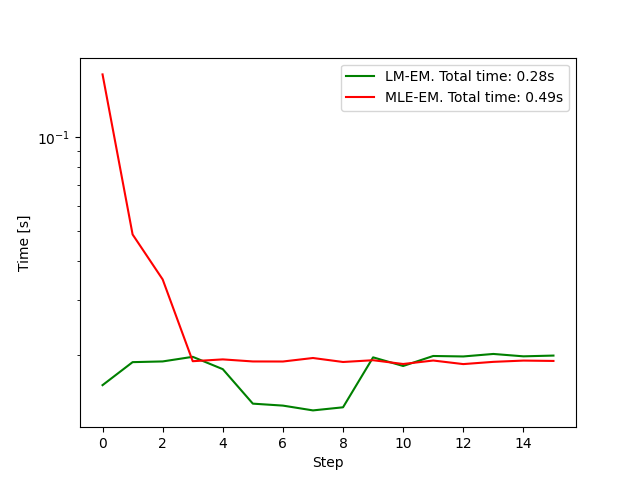 LM-EM. Total time: 0.28s
MLE-EM. Total time: 0.49s
10⁻¹
Time [s]
0 2 4 6 8 10 12 14
Step